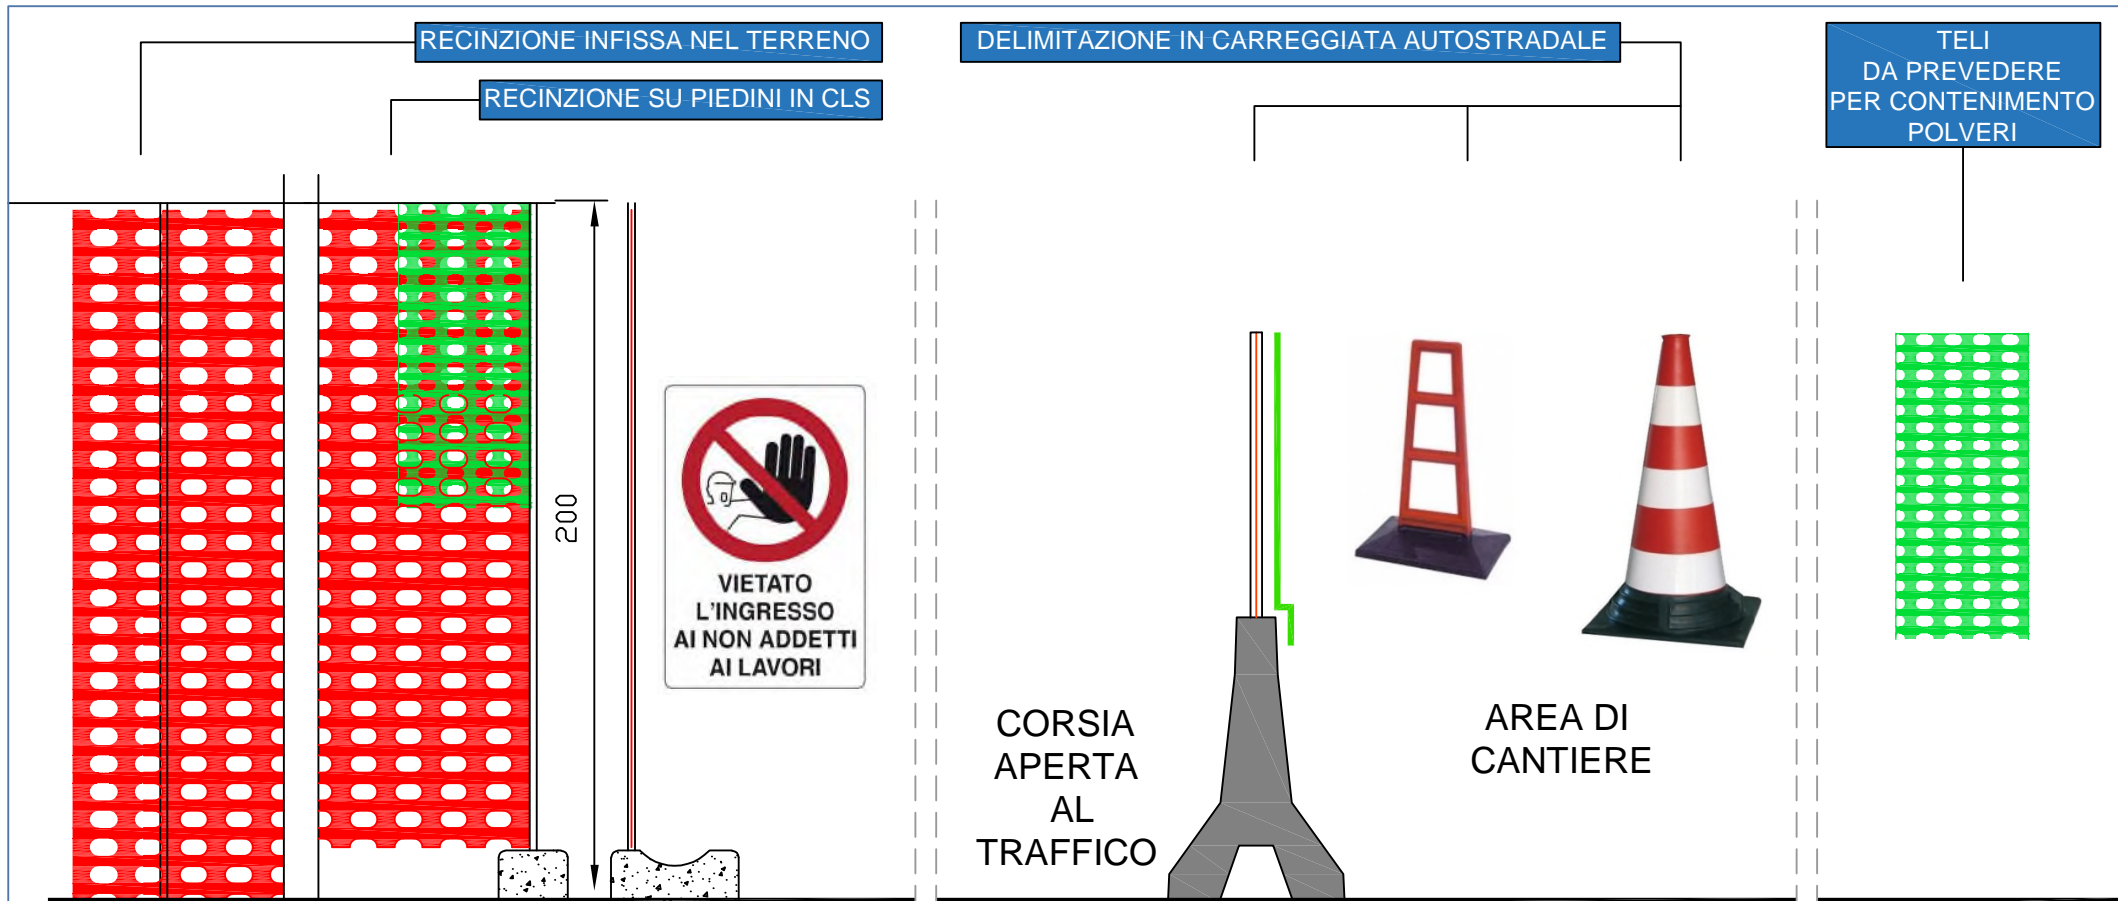 RECINZIONE INFISSA NEL TERRENO
RECINZIONE SU PIEDINI IN CLS
DELIMITAZIONE IN CARREGGIATA AUTOSTRADALE
TELI
DA PREVEDERE
PER CONTENIMENTO
POLVERI
200
VIETATO
L'INGRESSO
AI NON ADDETTI
AI LAVORI
CORSIA
APERTA
AL
TRAFFICO
AREA DI
CANTIERE